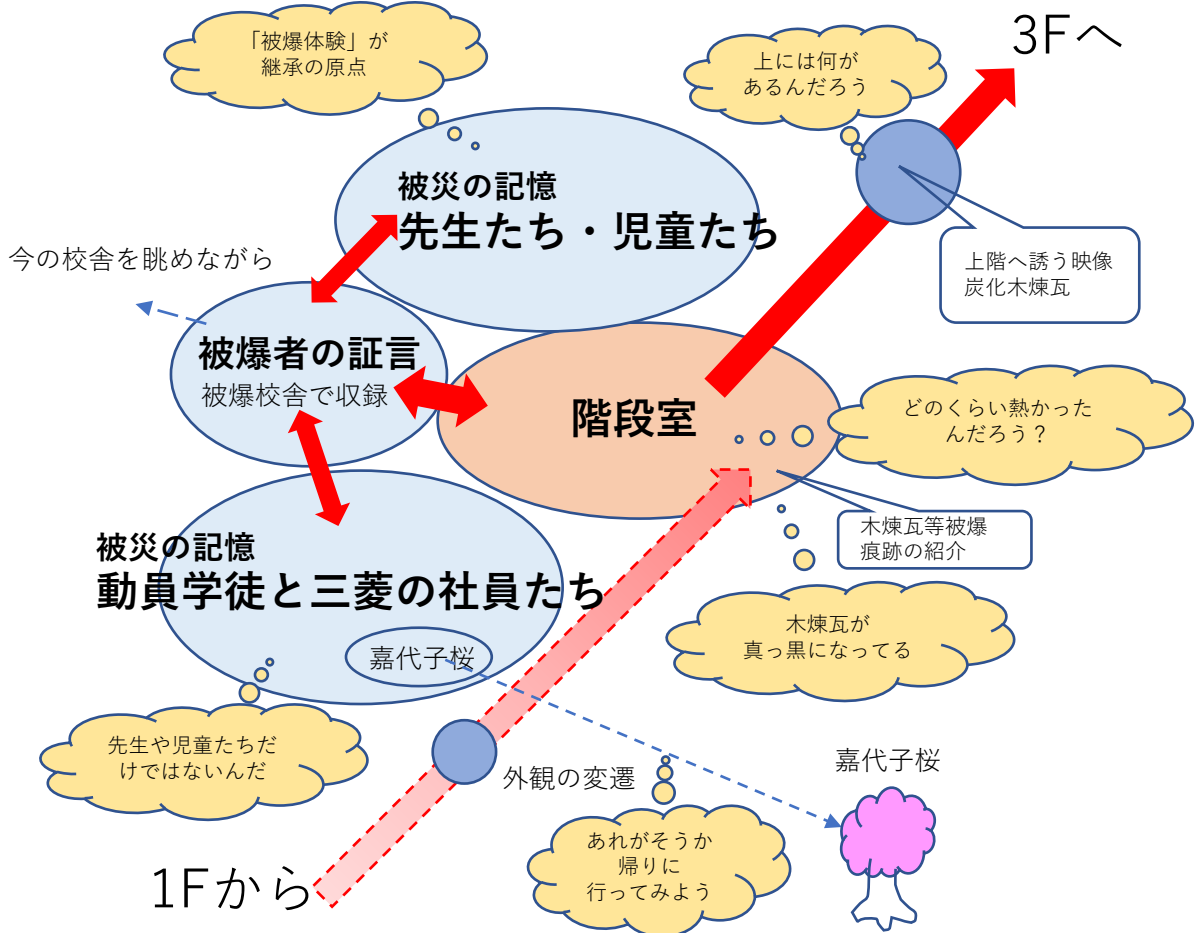 「被爆体験」が
継承の原点
上には何が
あるんだろう
3Fへ
被災の記憶
先生たち・児童たち
今の校舎を眺めながら
上階へ誘う映像
炭化木煉瓦
被爆者の証言
被爆校舎で収録
階段室
どのくらい熱かった
んだろう？
木煉瓦等被爆
痕跡の紹介
被災の記憶
動員学徒と三菱の社員たち
嘉代子桜
木煉瓦が
真っ黒になってる
先生や児童たちだ
けではないんだ
外観の変遷
嘉代子桜
あれがそうか
帰りに
行ってみよう
1Fから